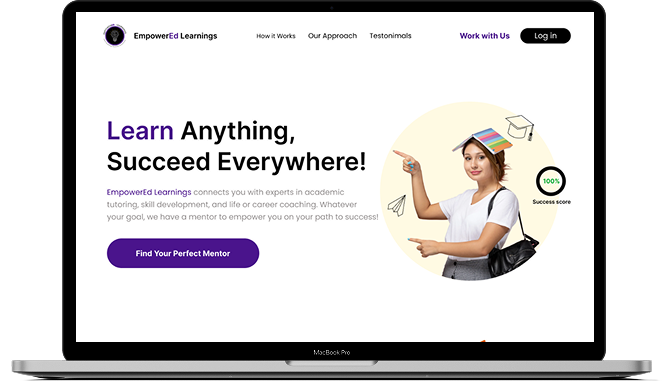 EmpowerEd Learnings
How it Works
Our Approach
Testonimals
Work with Us
Log in
Learn Anything,
Succeed Everywhere!
EmpowerEd Learnings connects you with experts in academic
tutoring, skill development, and life or career coaching. Whatever
your goal, we have a mentor to empower you on your path to success!
Find Your Perfect Mentor
100%
Success score
MacBook Pro